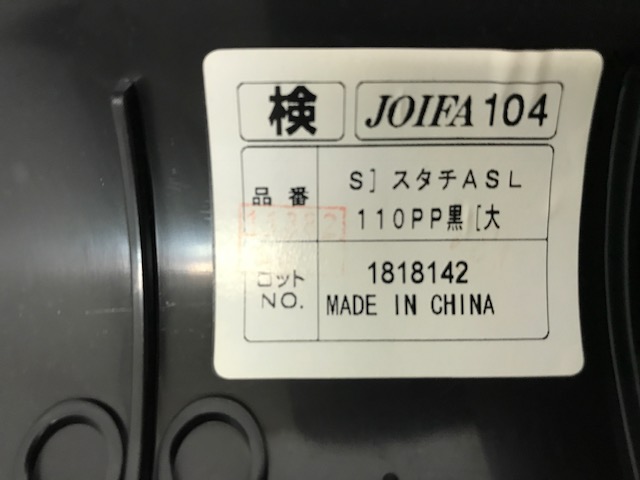 検 JOIFA 104
品番 S］スタチASL
110PP黒［大
ロット 1818142
NO. MADE IN CHINA